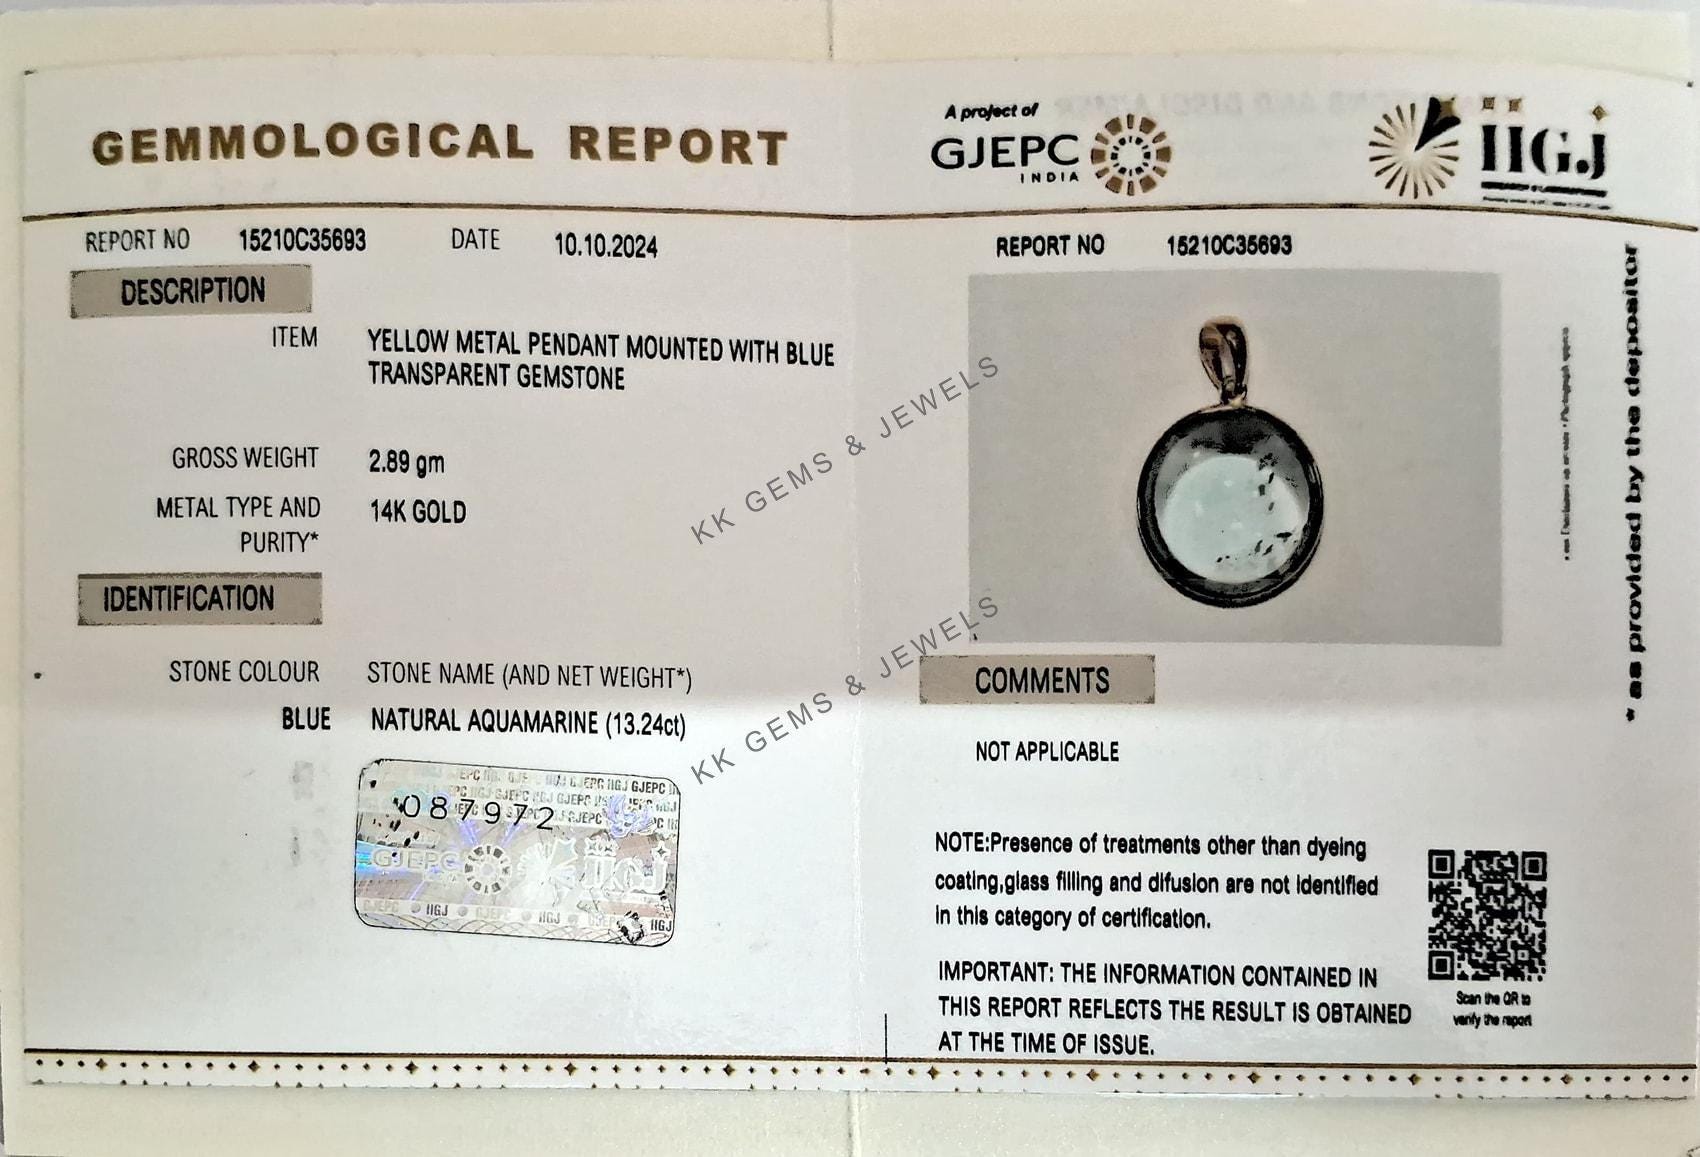 GEMMOLOGICAL REPORT
A project of
GJEPC
INDIA
IIGJ
REPORT NO 15210C35693 DATE 10.10.2024
DESCRIPTION
ITEM YELLOW METAL PENDANT MOUNTED WITH BLUE
TRANSPARENT GEMSTONE
GROSS WEIGHT 2.89 gm
METAL TYPE AND 14K GOLD
PURITY*
IDENTIFICATION
STONE COLOUR STONE NAME (AND NET WEIGHT*)
BLUE NATURAL AQUAMARINE (13.24ct)
087972
GJEPC IIGJ
REPORT NO 15210C35693
* as provided by the depositor
COMMENTS
NOT APPLICABLE
NOTE:Presence of treatments other than dyeing
coating,glass filling and difusion are not identified
in this category of certification.
IMPORTANT: THE INFORMATION CONTAINED IN
THIS REPORT REFLECTS THE RESULT IS OBTAINED
AT THE TIME OF ISSUE.
Scan the QR to
verify the report
KK GEMS & JEWELS
KK GEMS & JEWELS